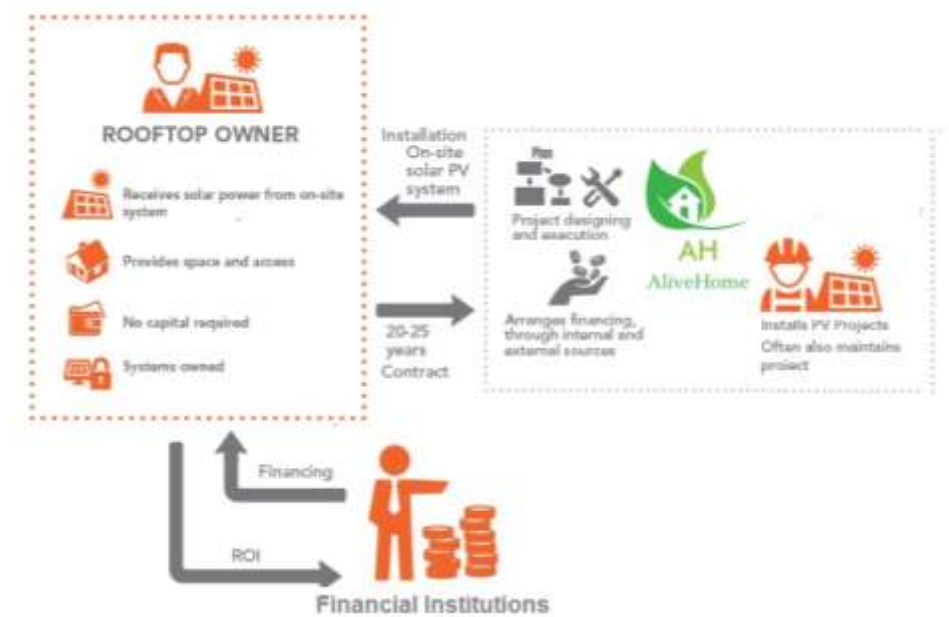 ROOFTOP OWNER
Receives solar power from on-site
system
Provides space and access
No capital required
Systems owned
Installation
On-site
solar PV
system
20-25
years
Contract
Plan
Project designing
and execution
Arranges financing,
through internal and
external sources
AH
AliveHome
Installs PV Projects
Often also maintains
project
Financing
ROI
Financial Institutions